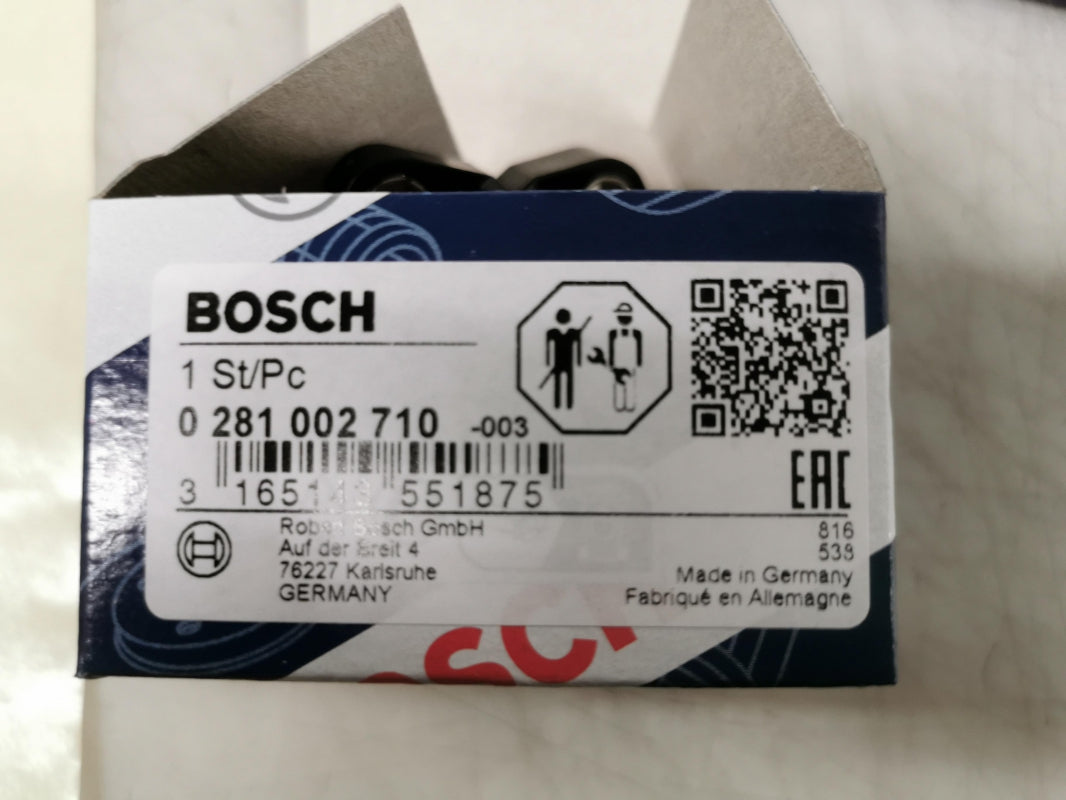 BOSCH
1 St/Pc
0 281 002 710 -003
551875
EAC
GmbH
Auf der Breit 4
76227 Karlsruhe
GERMANY
816
538
Made in Germany
Fabriqué en Allemagne